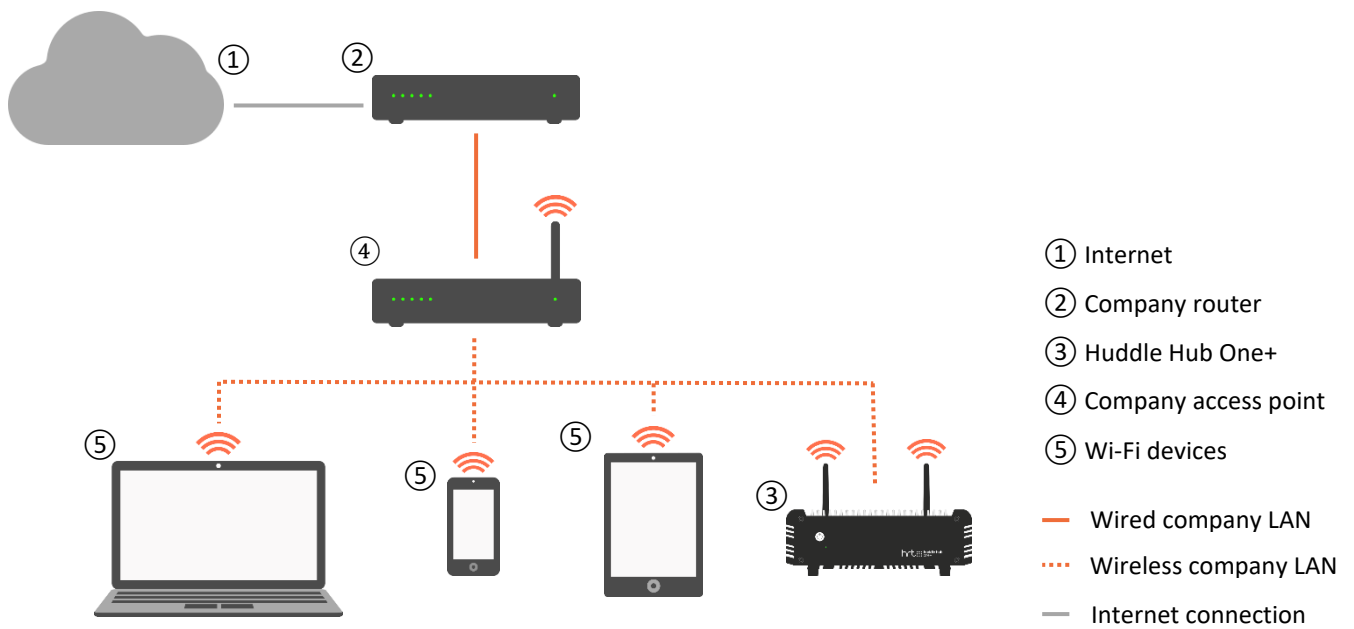 ① ②
④
⑤ ⑤ ⑤ ③
hrt
① Internet
② Company router
③ Huddle Hub One+
④ Company access point
⑤ Wi-Fi devices
Wired company LAN
Wireless company LAN
Internet connection